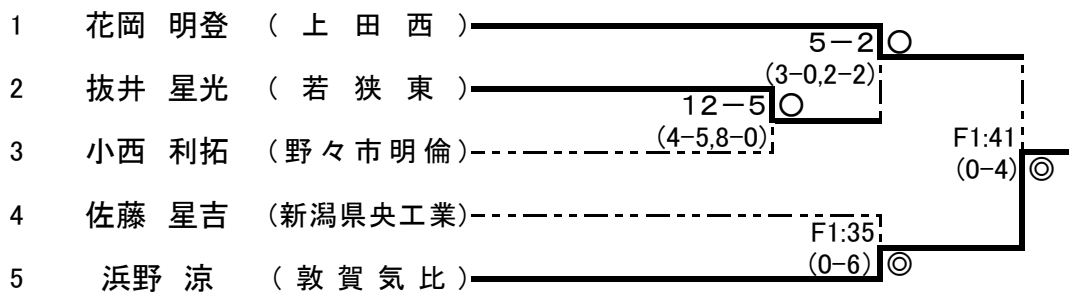 1 花岡 明登 ( 上 田 西 )
5-2 ○
(3-0,2-2)
2 抜井 星光 ( 若 狭 東 )
12-5 ○
(4-5,8-0)
3 小西 利拓 (野々市明倫)
F1:41
(0-4) ◎
4 佐藤 星吉 (新潟県央工業)
F1:35
(0-6) ◎
5 浜野 涼 ( 敦 賀 気 比 )